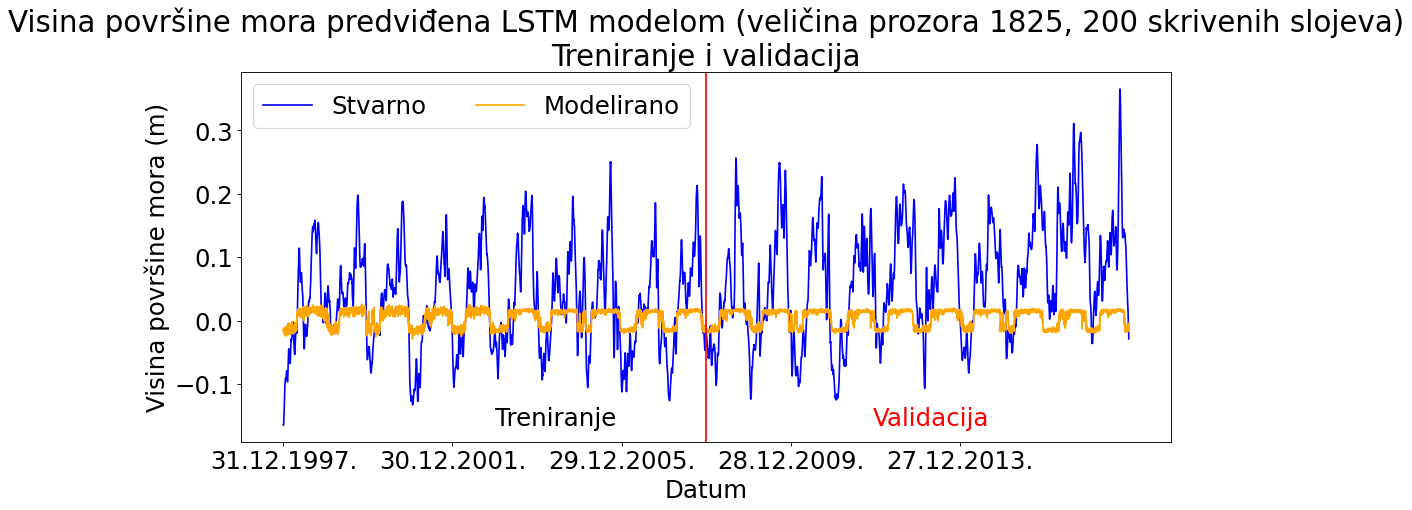 Visina površine mora predviđena LSTM modelom (veličina prozora 1825, 200 skrivenih slojeva)
Treniranje i validacija
Stvarno
Modelirano
Visina površine mora (m)
0.3
0.2
0.1
0.0
−0.1
Treniranje
Validacija
31.12.1997.
30.12.2001.
29.12.2005.
28.12.2009.
27.12.2013.
Datum